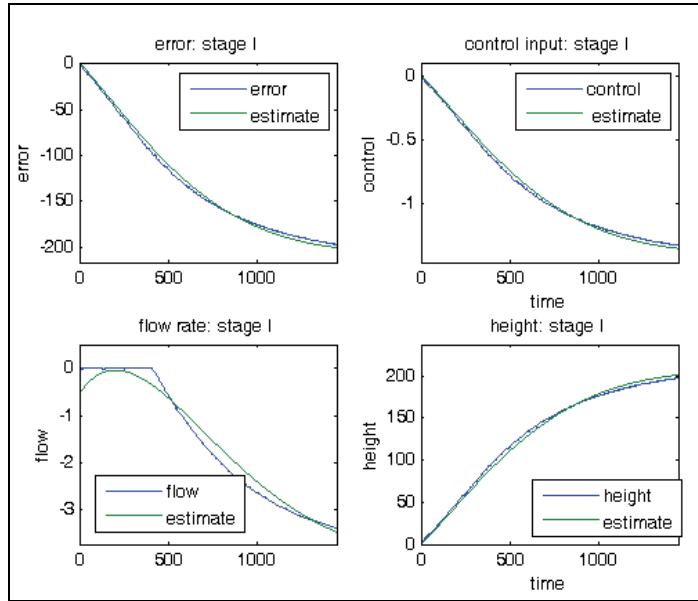 error: stage I
0
-50
-100
-150
-200
error
error
estimate
0
500
1000
control input: stage I
0
-0.5
-1
control
control
estimate
0
500
1000
time
flow rate: stage I
0
-1
-2
-3
flow
flow
estimate
0
500
1000
height: stage I
200
150
100
50
0
height
height
estimate
0
500
1000
time